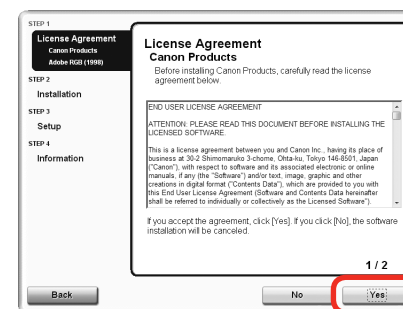 STEP 1
License Agreement
Canon Products
Adobe RGB (1998)
STEP 2
Installation
STEP 3
Setup
STEP 4
Information
License Agreement
Canon Products
Before installing Canon Products, carefully read the license
agreement below.
END USER LICENSE AGREEMENT
ATTENTION: PLEASE READ THIS DOCUMENT BEFORE INSTALLING THE
LICENSED SOFTWARE.
This is a license agreement between you and Canon Inc., having its place of
business at 30-2 Shimomaruko 3-chome, Ohta-ku, Tokyo 146-8501, Japan
("Canon"), with respect to software and its associated electronic or online
manuals, if any (the "Software") and/or text, image, graphic and other
creations in digital format ("Contents Data"), which are provided to you with
this End User License Agreement (Software and Contents Data hereinafter
shall be referred to individually or collectively as the "Licensed Software").
If you accept the agreement, click [Yes]. If you click [No], the software
installation will be canceled.
1 / 2
Back
No
Yes